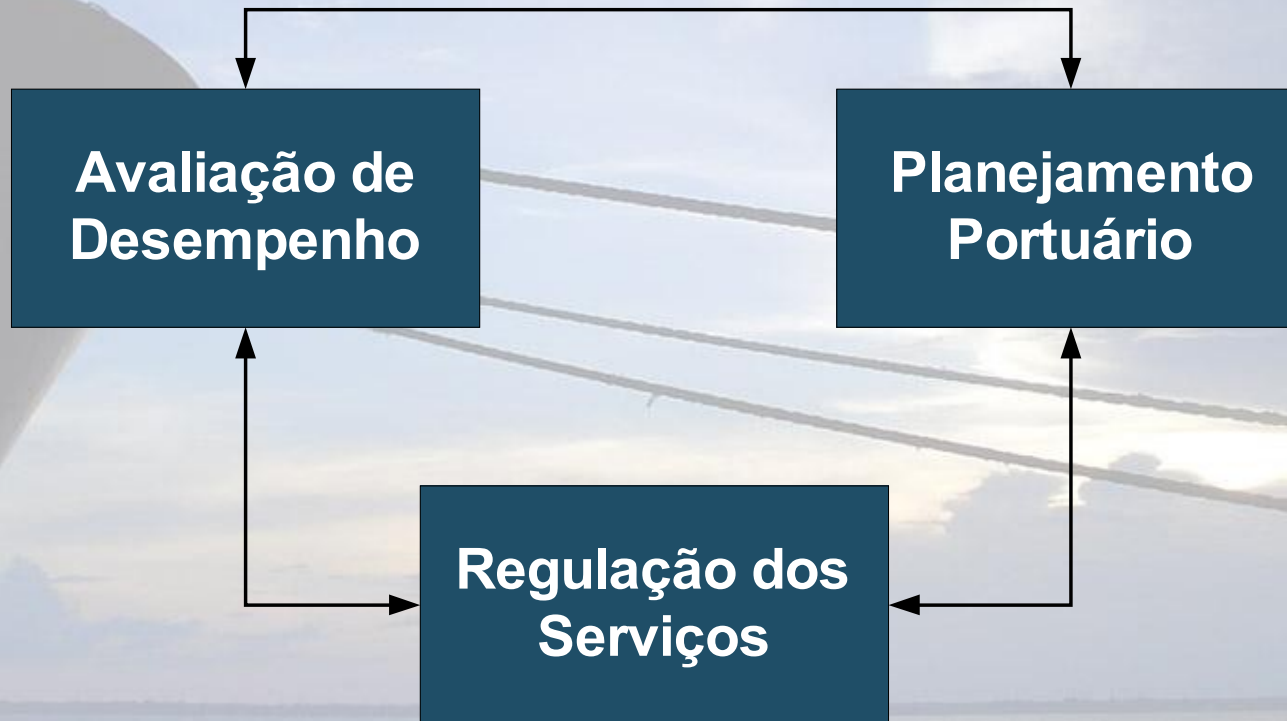 Avaliação de
Desempenho
Planejamento
Portuário
Regulação dos
Serviços